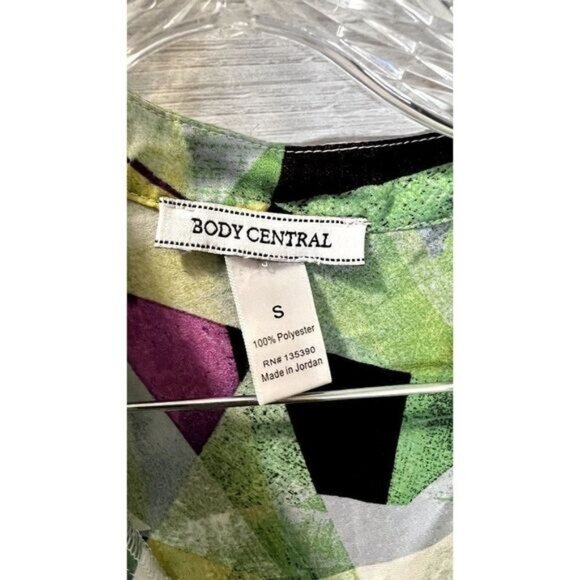 BODY CENTRAL
S
100% Polyester
RN# 135390
Made in Jordan